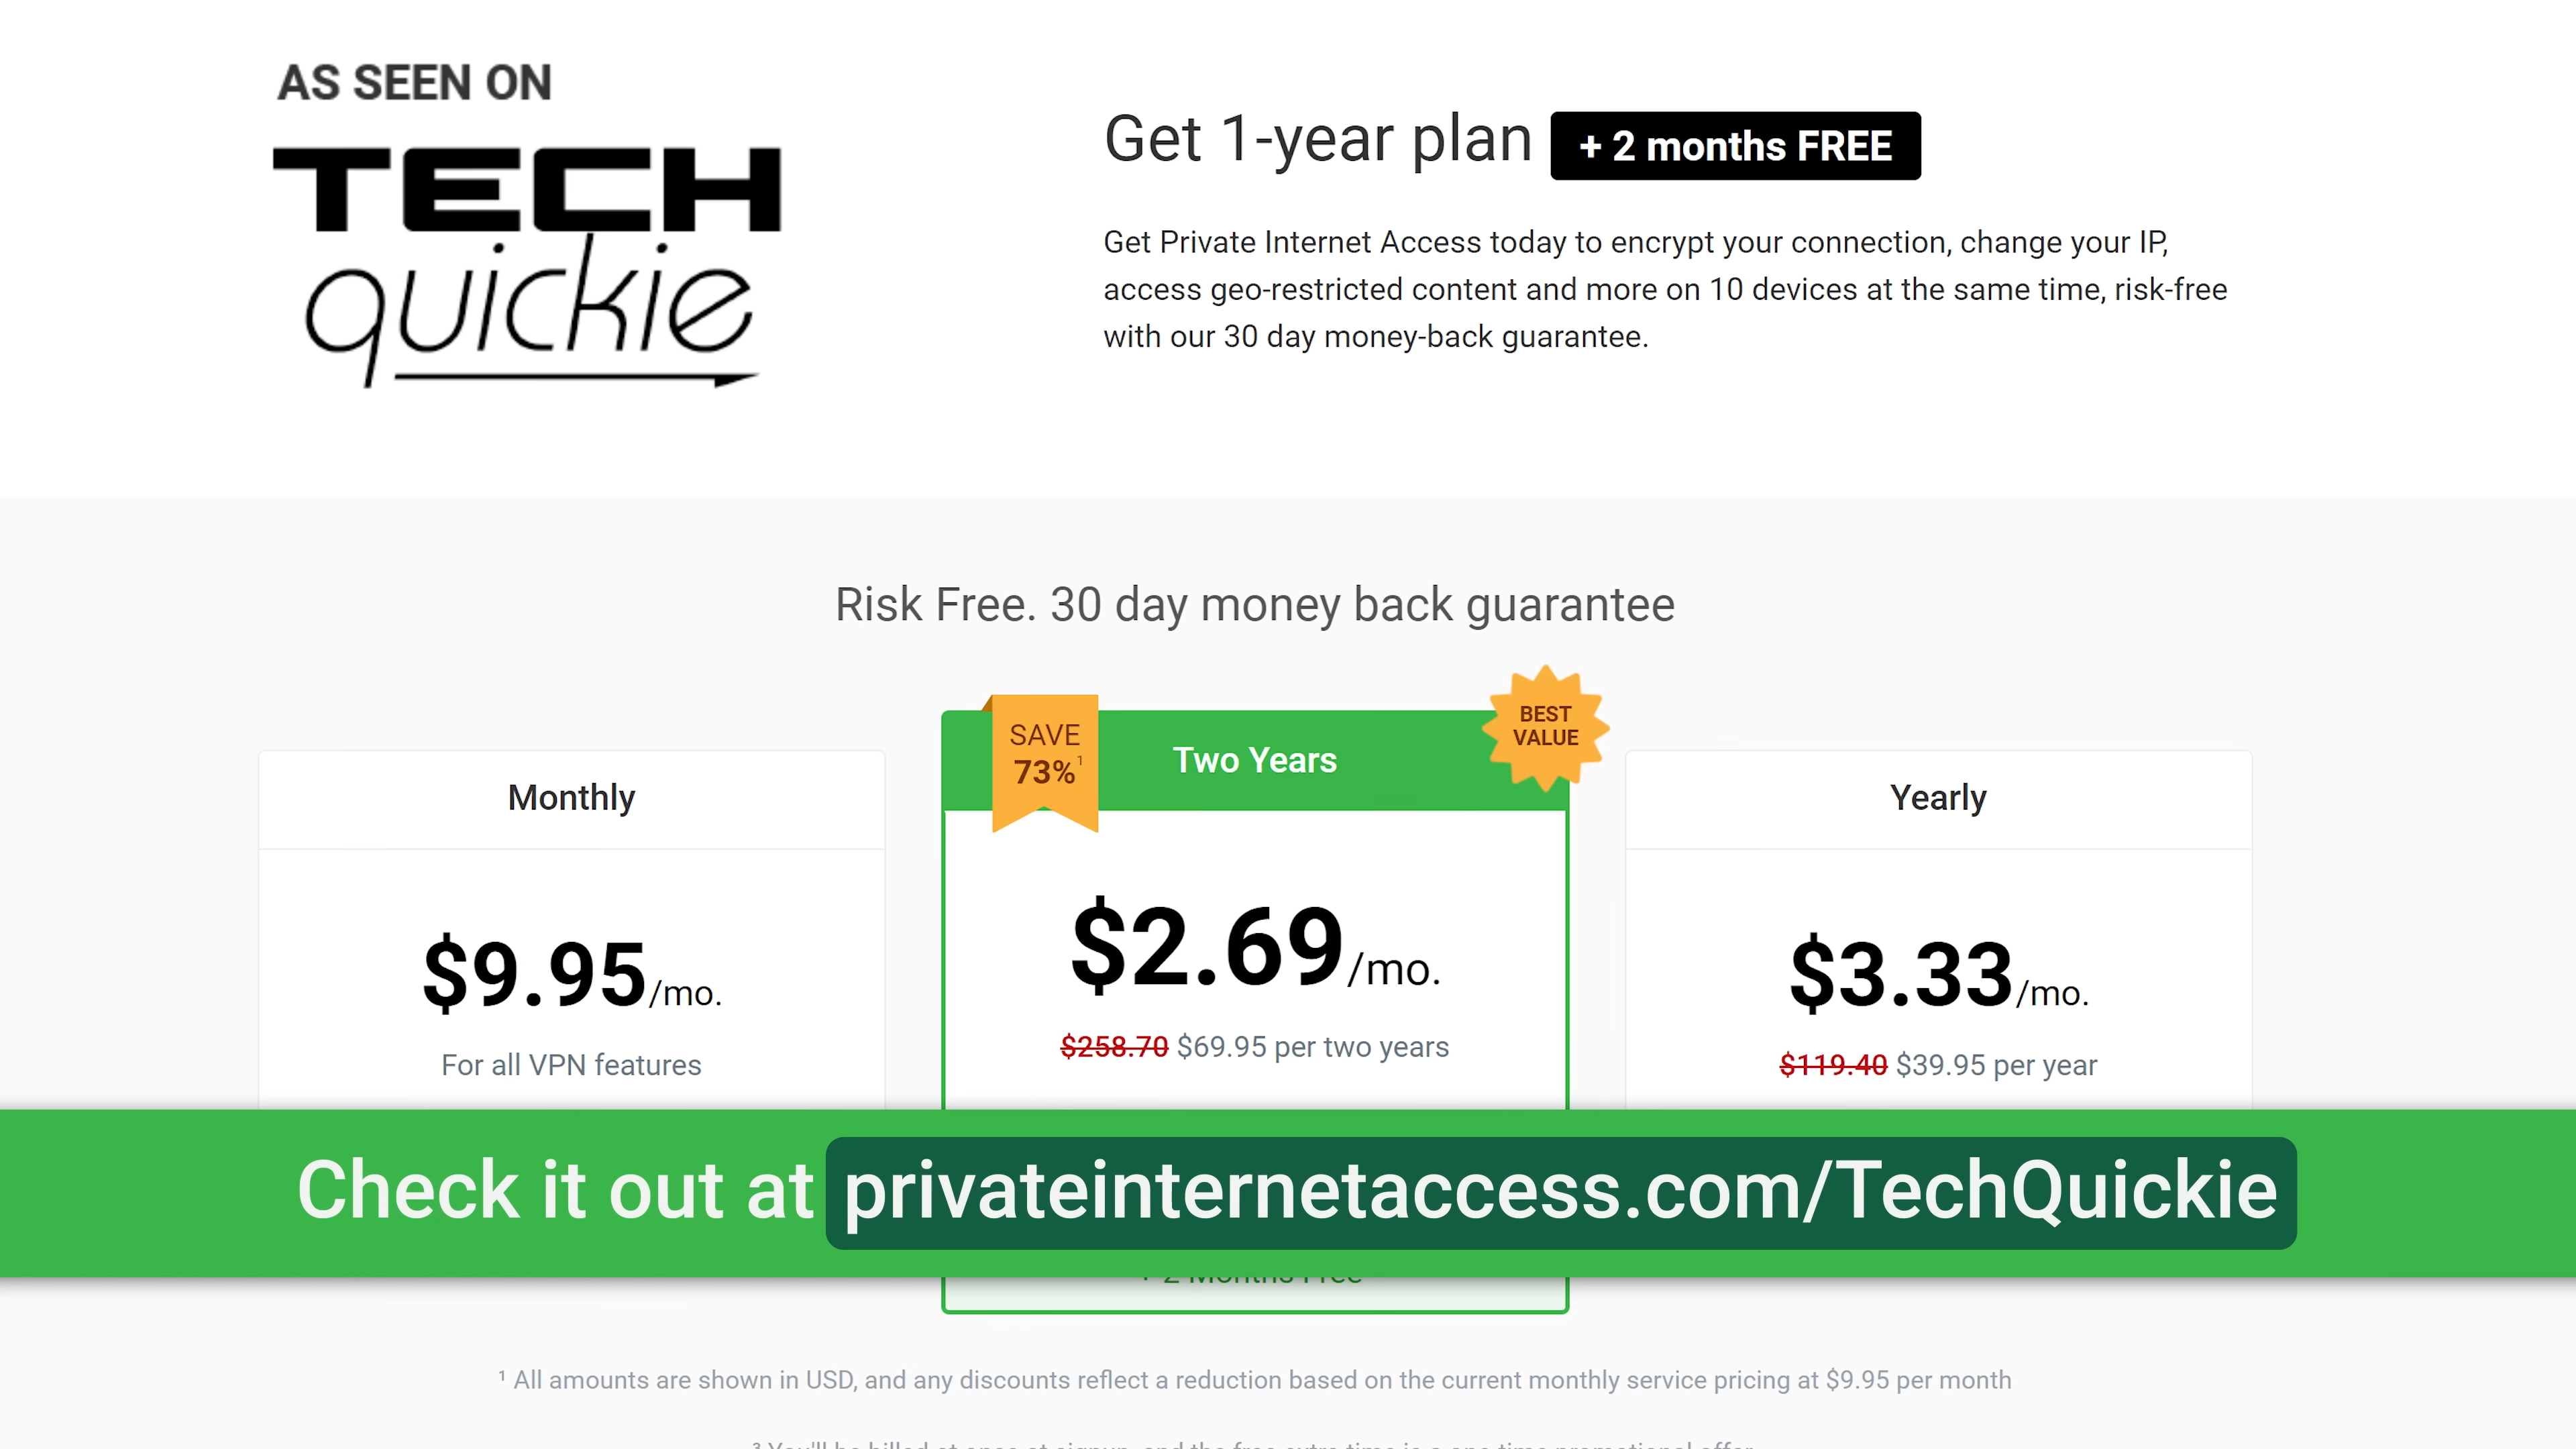 AS SEEN ON
TECH
quickie
Get 1-year plan + 2 months FREE
Get Private Internet Access today to encrypt your connection, change your IP,
access geo-restricted content and more on 10 devices at the same time, risk-free
with our 30 day money-back guarantee.
Risk Free. 30 day money back guarantee
Monthly
$9.95/mo.
For all VPN features
SAVE
73%¹
Two Years
BEST
VALUE
$2.69/mo.
$258.70 $69.95 per two years
Yearly
$3.33/mo.
$119.40 $39.95 per year
Check it out at privateinternetaccess.com/TechQuickie
+ 2 Months Free
¹ All amounts are shown in USD, and any discounts reflect a reduction based on the current monthly service pricing at $9.95 per month